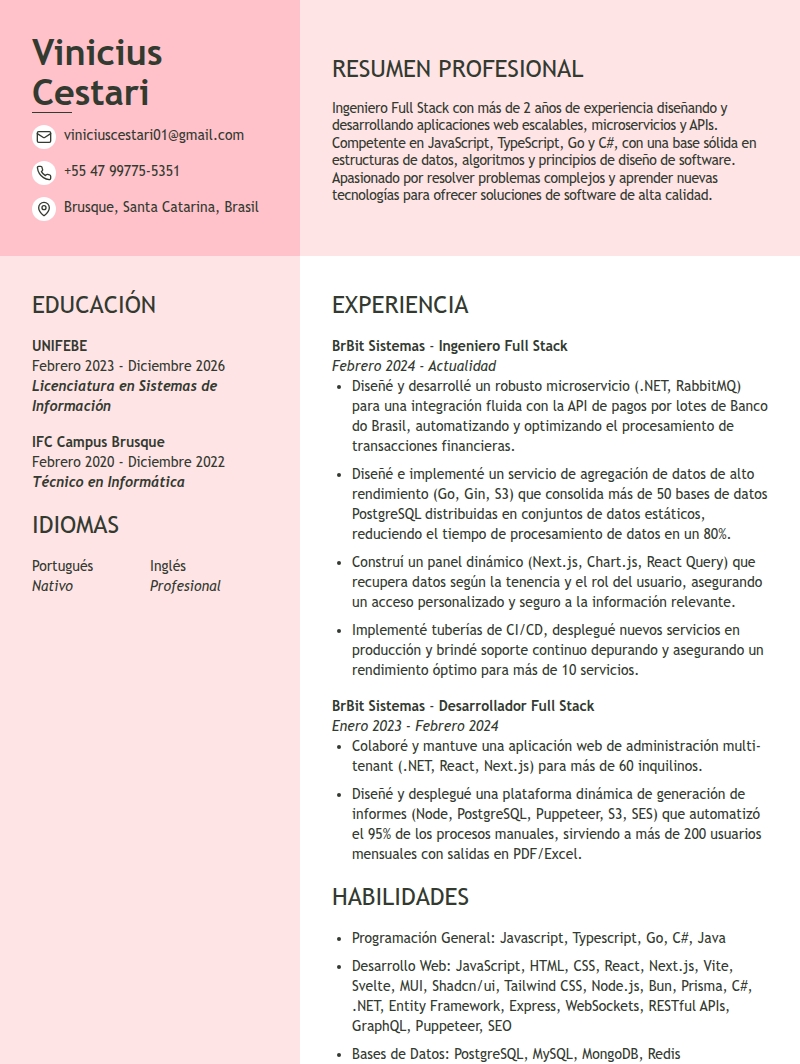 Vinicius
Cestari
viniciuscestari01@gmail.com
+55 47 99775-5351
Brusque, Santa Catarina, Brasil
RESUMEN PROFESIONAL
Ingeniero Full Stack con más de 2 años de experiencia diseñando y
desarrollando aplicaciones web escalables, microservicios y APIs.
Competente en JavaScript, TypeScript, Go y C#, con una base sólida en
estructuras de datos, algoritmos y principios de diseño de software.
Apasionado por resolver problemas complejos y aprender nuevas
tecnologías para ofrecer soluciones de software de alta calidad.
EDUCACIÓN
UNIFEBE
Febrero 2023 - Diciembre 2026
Licenciatura en Sistemas de
Información
IFC Campus Brusque
Febrero 2020 - Diciembre 2022
Técnico en Informática
IDIOMAS
Portugués Inglés
Nativo Profesional
EXPERIENCIA
BrBit Sistemas - Ingeniero Full Stack
Febrero 2024 - Actualidad
• Diseñé y desarrollé un robusto microservicio (.NET, RabbitMQ)
para una integración fluida con la API de pagos por lotes de Banco
do Brasil, automatizando y optimizando el procesamiento de
transacciones financieras.
• Diseñé e implementé un servicio de agregación de datos de alto
rendimiento (Go, Gin, S3) que consolida más de 50 bases de datos
PostgreSQL distribuidas en conjuntos de datos estáticos,
reduciendo el tiempo de procesamiento de datos en un 80%.
• Construí un panel dinámico (Next.js, Chart.js, React Query) que
recupera datos según la tenencia y el rol del usuario, asegurando
un acceso personalizado y seguro a la información relevante.
• Implementé tuberías de CI/CD, desplegué nuevos servicios en
producción y brindé soporte continuo depurando y asegurando un
rendimiento óptimo para más de 10 servicios.
BrBit Sistemas - Desarrollador Full Stack
Enero 2023 - Febrero 2024
• Colaboré y mantuve una aplicación web de administración multi-
tenant (.NET, React, Next.js) para más de 60 inquilinos.
• Diseñé y desplegué una plataforma dinámica de generación de
informes (Node, PostgreSQL, Puppeteer, S3, SES) que automatizó
el 95% de los procesos manuales, sirviendo a más de 200 usuarios
mensuales con salidas en PDF/Excel.
HABILIDADES
• Programación General: Javascript, Typescript, Go, C#, Java
• Desarrollo Web: JavaScript, HTML, CSS, React, Next.js, Vite,
Svelte, MUI, Shadcn/ui, Tailwind CSS, Node.js, Bun, Prisma, C#,
.NET, Entity Framework, Express, WebSockets, RESTful APIs,
GraphQL, Puppeteer, SEO
• Bases de Datos: PostgreSQL, MySQL, MongoDB, Redis